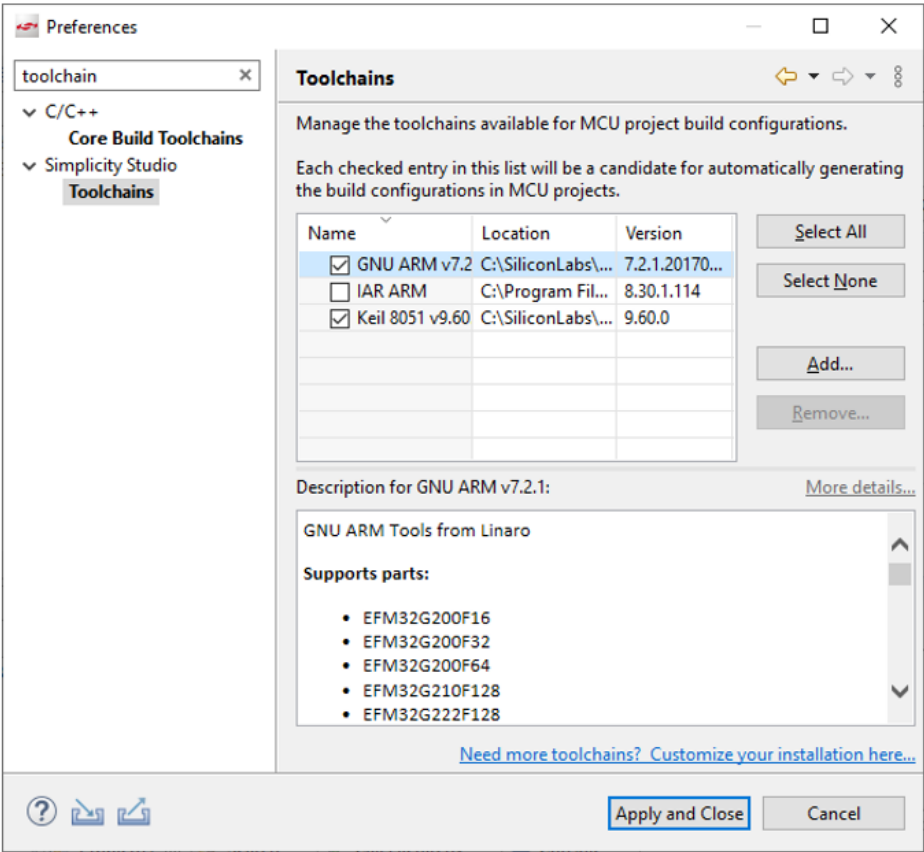 Preferences
toolchain
C/C++
Core Build Toolchains
Simplicity Studio
Toolchains
Toolchains
Manage the toolchains available for MCU project build configurations.
Each checked entry in this list will be a candidate for automatically generating
the build configurations in MCU projects.
Name Location Version
GNU ARM v7.2 C:\SiliconLabs\... 7.2.1.20170...
IAR ARM C:\Program Fil... 8.30.1.114
Keil 8051 v9.60 C:\SiliconLabs\... 9.60.0
Select All
Select None
Add...
Remove...
Description for GNU ARM v7.2.1:
More details...
GNU ARM Tools from Linaro
Supports parts:
• EFM32G200F16
• EFM32G200F32
• EFM32G200F64
• EFM32G210F128
• EFM32G222F128
Need more toolchains? Customize your installation here...
Apply and Close
Cancel